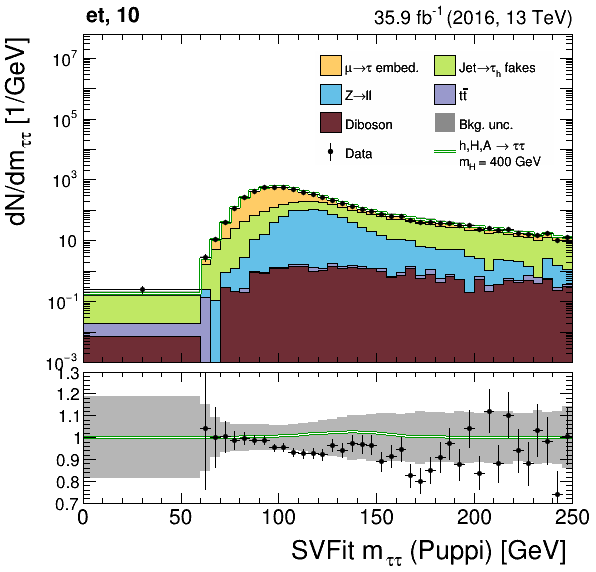 et, 10 35.9 fb⁻¹ (2016, 13 TeV)
dN/dm_ττ [1/GeV]
10⁷
10⁵
10³
10
10⁻¹
10⁻³
μ→τ embed. Jet→τ_h fakes
Z→ll tt̄
Diboson Bkg. unc.
Data h,H,A → ττ
m_H = 400 GeV
1.3
1.2
1.1
1
0.9
0.8
0.7
0 50 100 150 200 250
SVFit m_ττ (Puppi) [GeV]